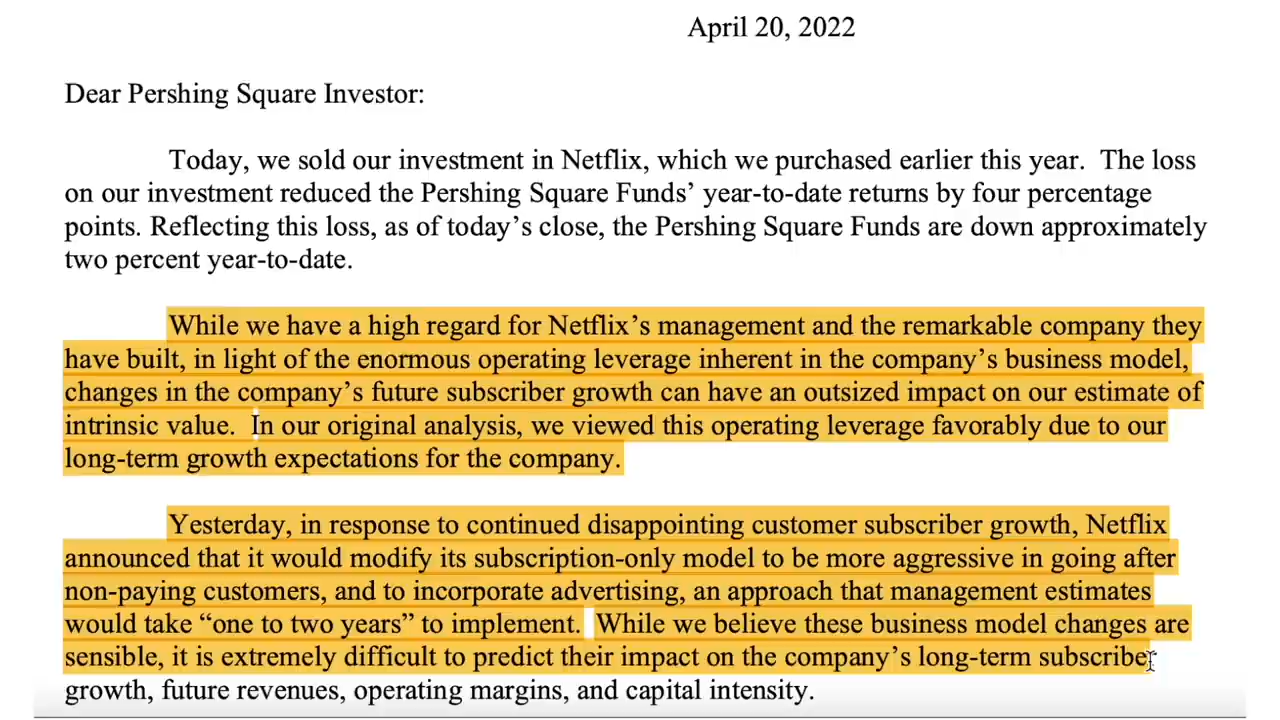 April 20, 2022
Dear Pershing Square Investor:
Today, we sold our investment in Netflix, which we purchased earlier this year.  The loss
on our investment reduced the Pershing Square Funds’ year-to-date returns by four percentage
points. Reflecting this loss, as of today’s close, the Pershing Square Funds are down approximately
two percent year-to-date.
While we have a high regard for Netflix’s management and the remarkable company they
have built, in light of the enormous operating leverage inherent in the company’s business model,
changes in the company’s future subscriber growth can have an outsized impact on our estimate of
intrinsic value.  In our original analysis, we viewed this operating leverage favorably due to our
long-term growth expectations for the company.
Yesterday, in response to continued disappointing customer subscriber growth, Netflix
announced that it would modify its subscription-only model to be more aggressive in going after
non-paying customers, and to incorporate advertising, an approach that management estimates
would take “one to two years” to implement.  While we believe these business model changes are
sensible, it is extremely difficult to predict their impact on the company’s long-term subscriber
growth, future revenues, operating margins, and capital intensity.